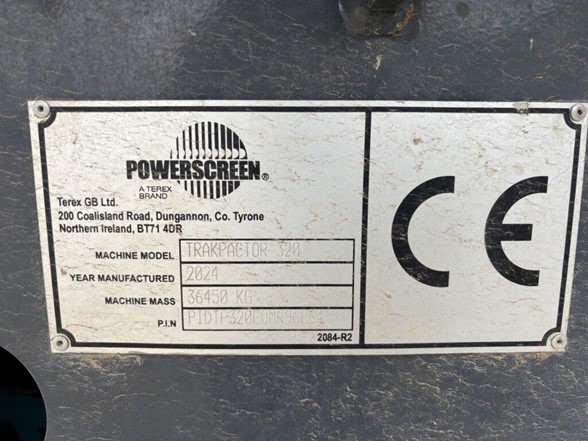 POWERSCREEN®
A TEREX
BRAND
Terex GB Ltd.
200 Coalisland Road, Dungannon, Co. Tyrone
Northern Ireland, BT71 4DR
MACHINE MODEL TRAKPACTOR 320
YEAR MANUFACTURED 2024
MACHINE MASS 36450 KG
P.I.N
2084-R2
CE